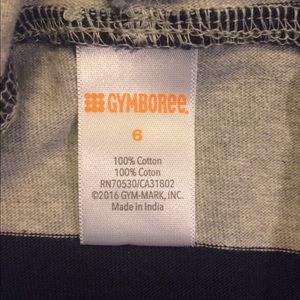 GYMBOREE
6
100% Cotton
100% Coton
RN70530/CA31802
©2016 GYM-MARK, INC.
Made in India